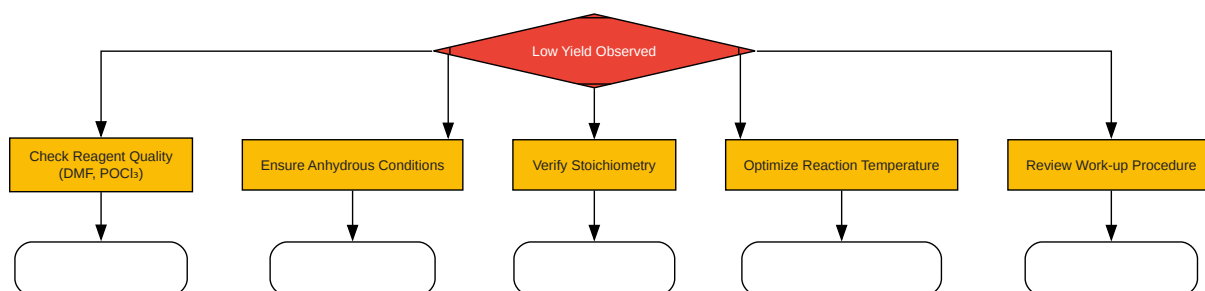 Low Yield Observed
Check Reagent Quality
(DMF, POCl₃)
Ensure Anhydrous Conditions
Verify Stoichiometry
Optimize Reaction Temperature
Review Work-up Procedure